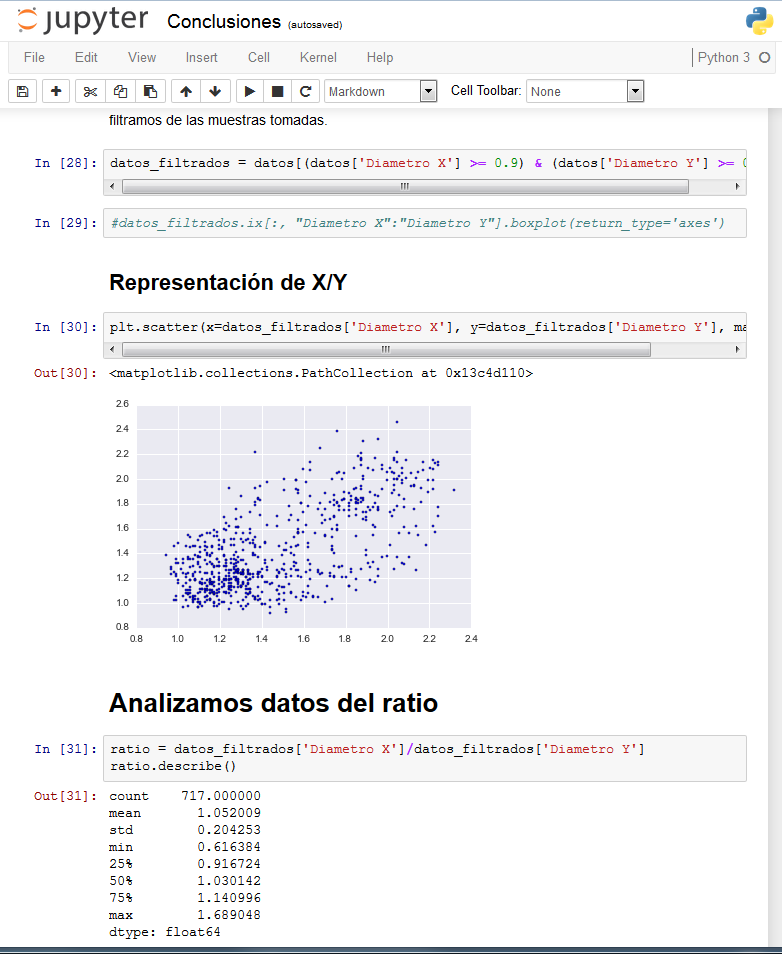 jupyter Conclusiones (autosaved)
File Edit View Insert Cell Kernel Help Python 3
Markdown Cell Toolbar: None
filtramos de las muestras tomadas.
In [28]: datos_filtrados = datos[(datos['Diametro X'] >= 0.9) & (datos['Diametro Y'] >=
In [29]: #datos_filtrados.ix[:, "Diametro X":"Diametro Y"].boxplot(return_type='axes')
Representación de X/Y
In [30]: plt.scatter(x=datos_filtrados['Diametro X'], y=datos_filtrados['Diametro Y'], ma
Out[30]: <matplotlib.collections.PathCollection at 0x13c4d110>
2.6
2.4
2.2
2.0
1.8
1.6
1.4
1.2
1.0
0.8
0.8 1.0 1.2 1.4 1.6 1.8 2.0 2.2 2.4
Analizamos datos del ratio
In [31]: ratio = datos_filtrados['Diametro X']/datos_filtrados['Diametro Y']
ratio.describe()
Out[31]: count 717.000000
mean 1.052009
std 0.204253
min 0.616384
25% 0.916724
50% 1.030142
75% 1.140996
max 1.689048
dtype: float64